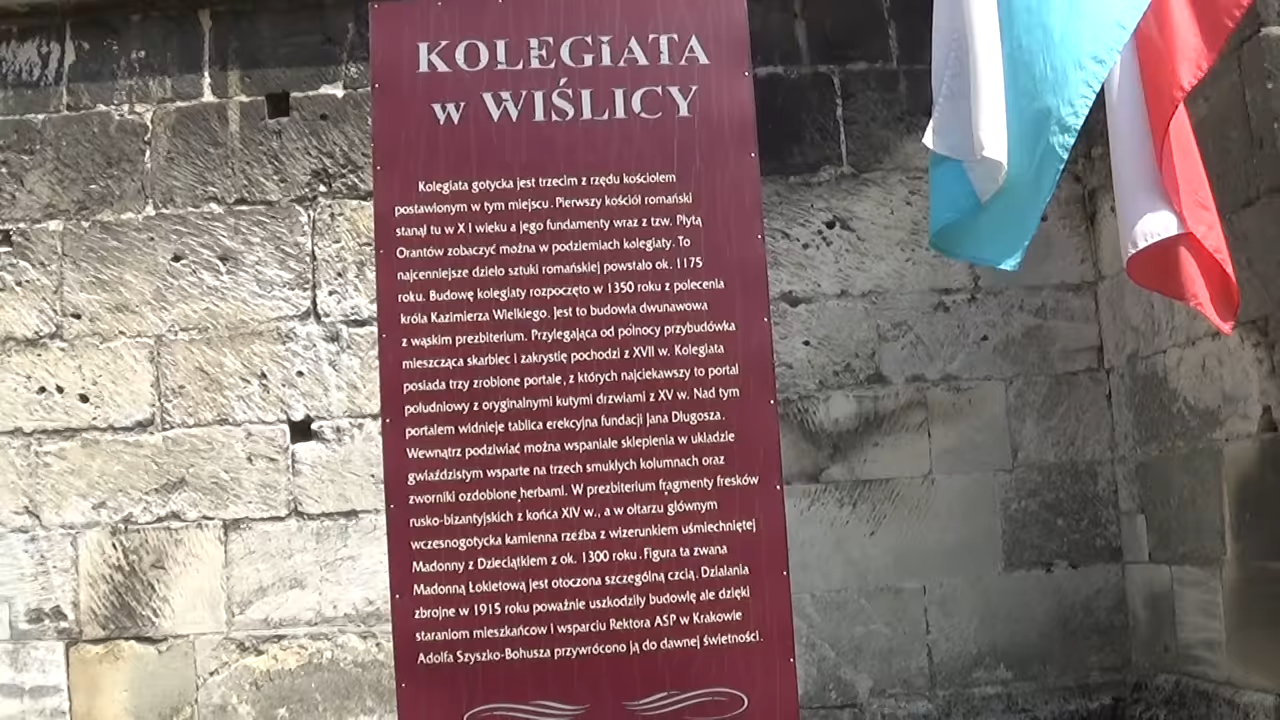 KOLEGiATA
w WIŚLICY
Kolegiata gotycka jest trzecim z rzędu kościołem
postawionym w tym miejscu. Pierwszy kościół romański
stanął tu w X I wieku a jego fundamenty wraz z tzw. Płytą
Orantów zobaczyć można w podziemiach kolegiaty. To
najcenniejsze dzieło sztuki romańskiej powstało ok. 1175
roku. Budowę kolegiaty rozpoczęto w 1350 roku z polecenia
króla Kazimierza Wielkiego. Jest to budowla dwunawowa
z wąskim prezbiterium. Przylegająca od północy przybudówka
mieszcząca skarbiec i zakrystię pochodzi z XVII w. Kolegiata
posiada trzy zrobione portale, z których najciekawszy to portal
południowy z oryginalnymi kutymi drzwiami z XV w. Nad tym
portalem widnieje tablica erekcyjna fundacji Jana Długosza.
Wewnątrz podziwiać można wspaniałe sklepienia w układzie
gwiaździstym wsparte na trzech smukłych kolumnach oraz
zworniki ozdobione herbami. W prezbiterium fragmenty fresków
rusko-bizantyjskich z końca XIV w., a w ołtarzu głównym
wczesnogotycka kamienna rzeźba z wizerunkiem uśmiechniętej
Madonny z Dzieciątkiem z ok. 1300 roku. Figura ta zwana
Madonną Łokietową jest otoczona szczególną czcią. Działania
zbrojne w 1915 roku poważnie uszkodziły budowlę ale dzięki
staraniom mieszkańcow i wsparciu Rektora ASP w Krakowie
Adolfa Szyszko-Bohusza przywrócono ją do dawnej świetności.